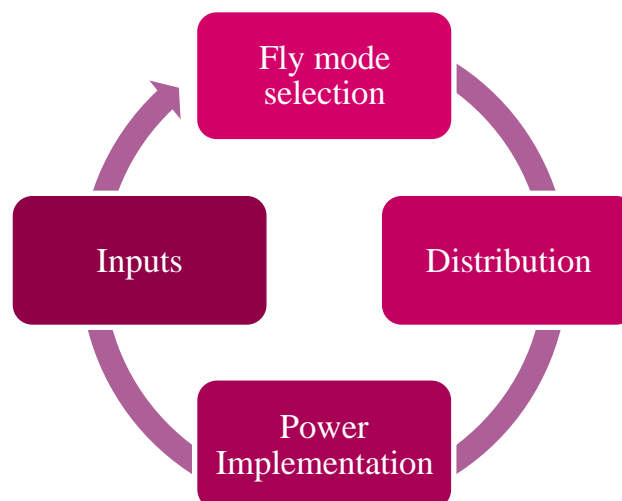 Fly mode
selection
Distribution
Power
Implementation
Inputs